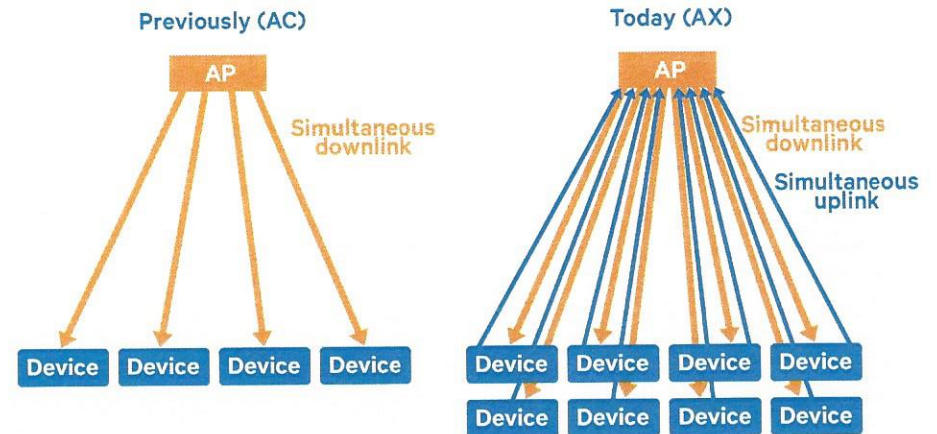 Previously (AC)
AP
Simultaneous
downlink
Device
Device
Device
Device
Today (AX)
AP
Simultaneous
downlink
Simultaneous
uplink
Device
Device
Device
Device
Device
Device
Device
Device